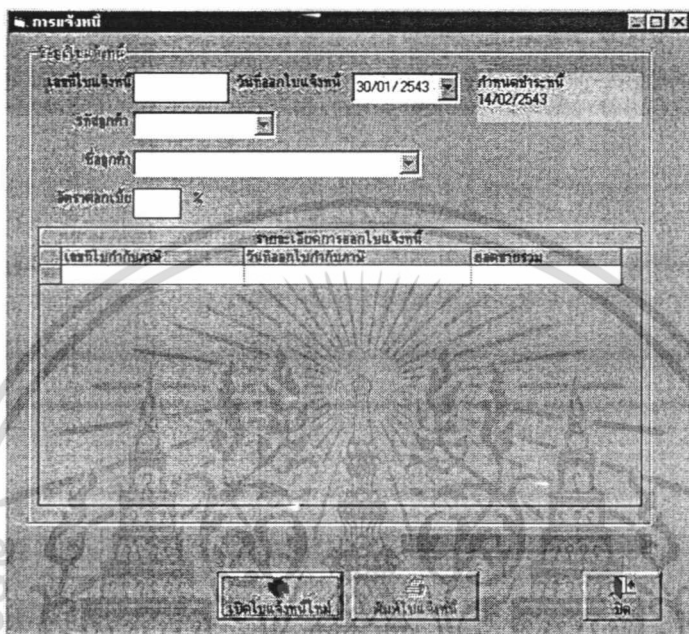 การแจ้งหนี้
ข้อมูลใบแจ้งหนี้
เลขที่ใบแจ้งหนี้ วันที่ออกใบแจ้งหนี้ 30/01/2543 กำหนดชำระหนี้
14/02/2543
รหัสลูกค้า
ชื่อลูกค้า
อัตราดอกเบี้ย %
รายละเอียดการออกใบแจ้งหนี้
เลขที่ใบกำกับภาษี วันที่ออกใบกำกับภาษี ยอดขายรวม
เปิดใบแจ้งหนี้ใหม่ พิมพ์ใบแจ้งหนี้ ปิด